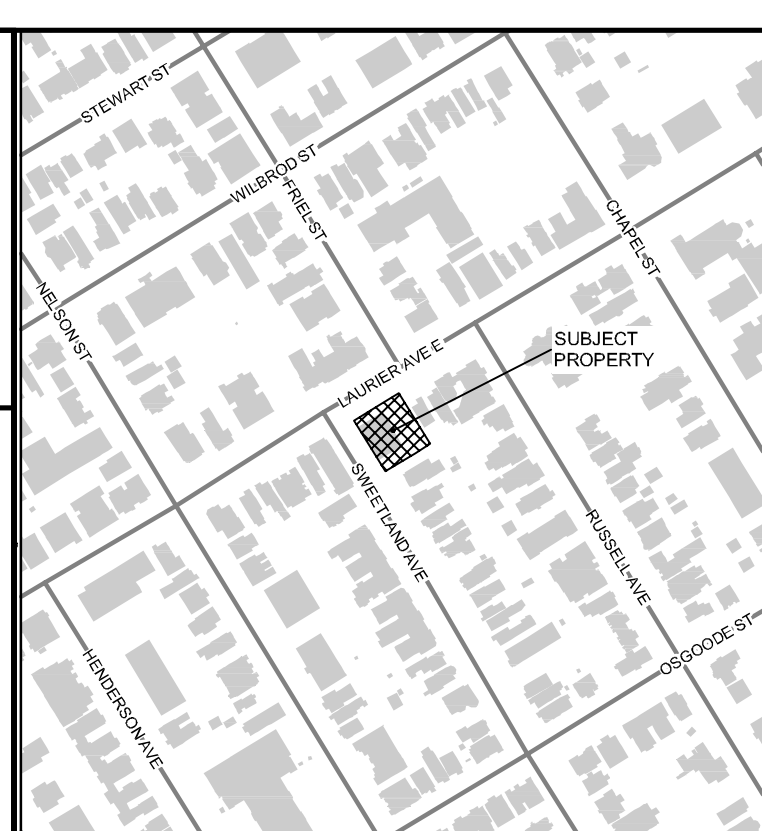 STEWART ST
WILBROD ST
FRIEL ST
CHAPEL ST
NELSON ST
SUBJECT
PROPERTY
LAURIER AVE E
SWEETLAND AVE
RUSSELL AVE
OSGOODE ST
HENDERSON AVE